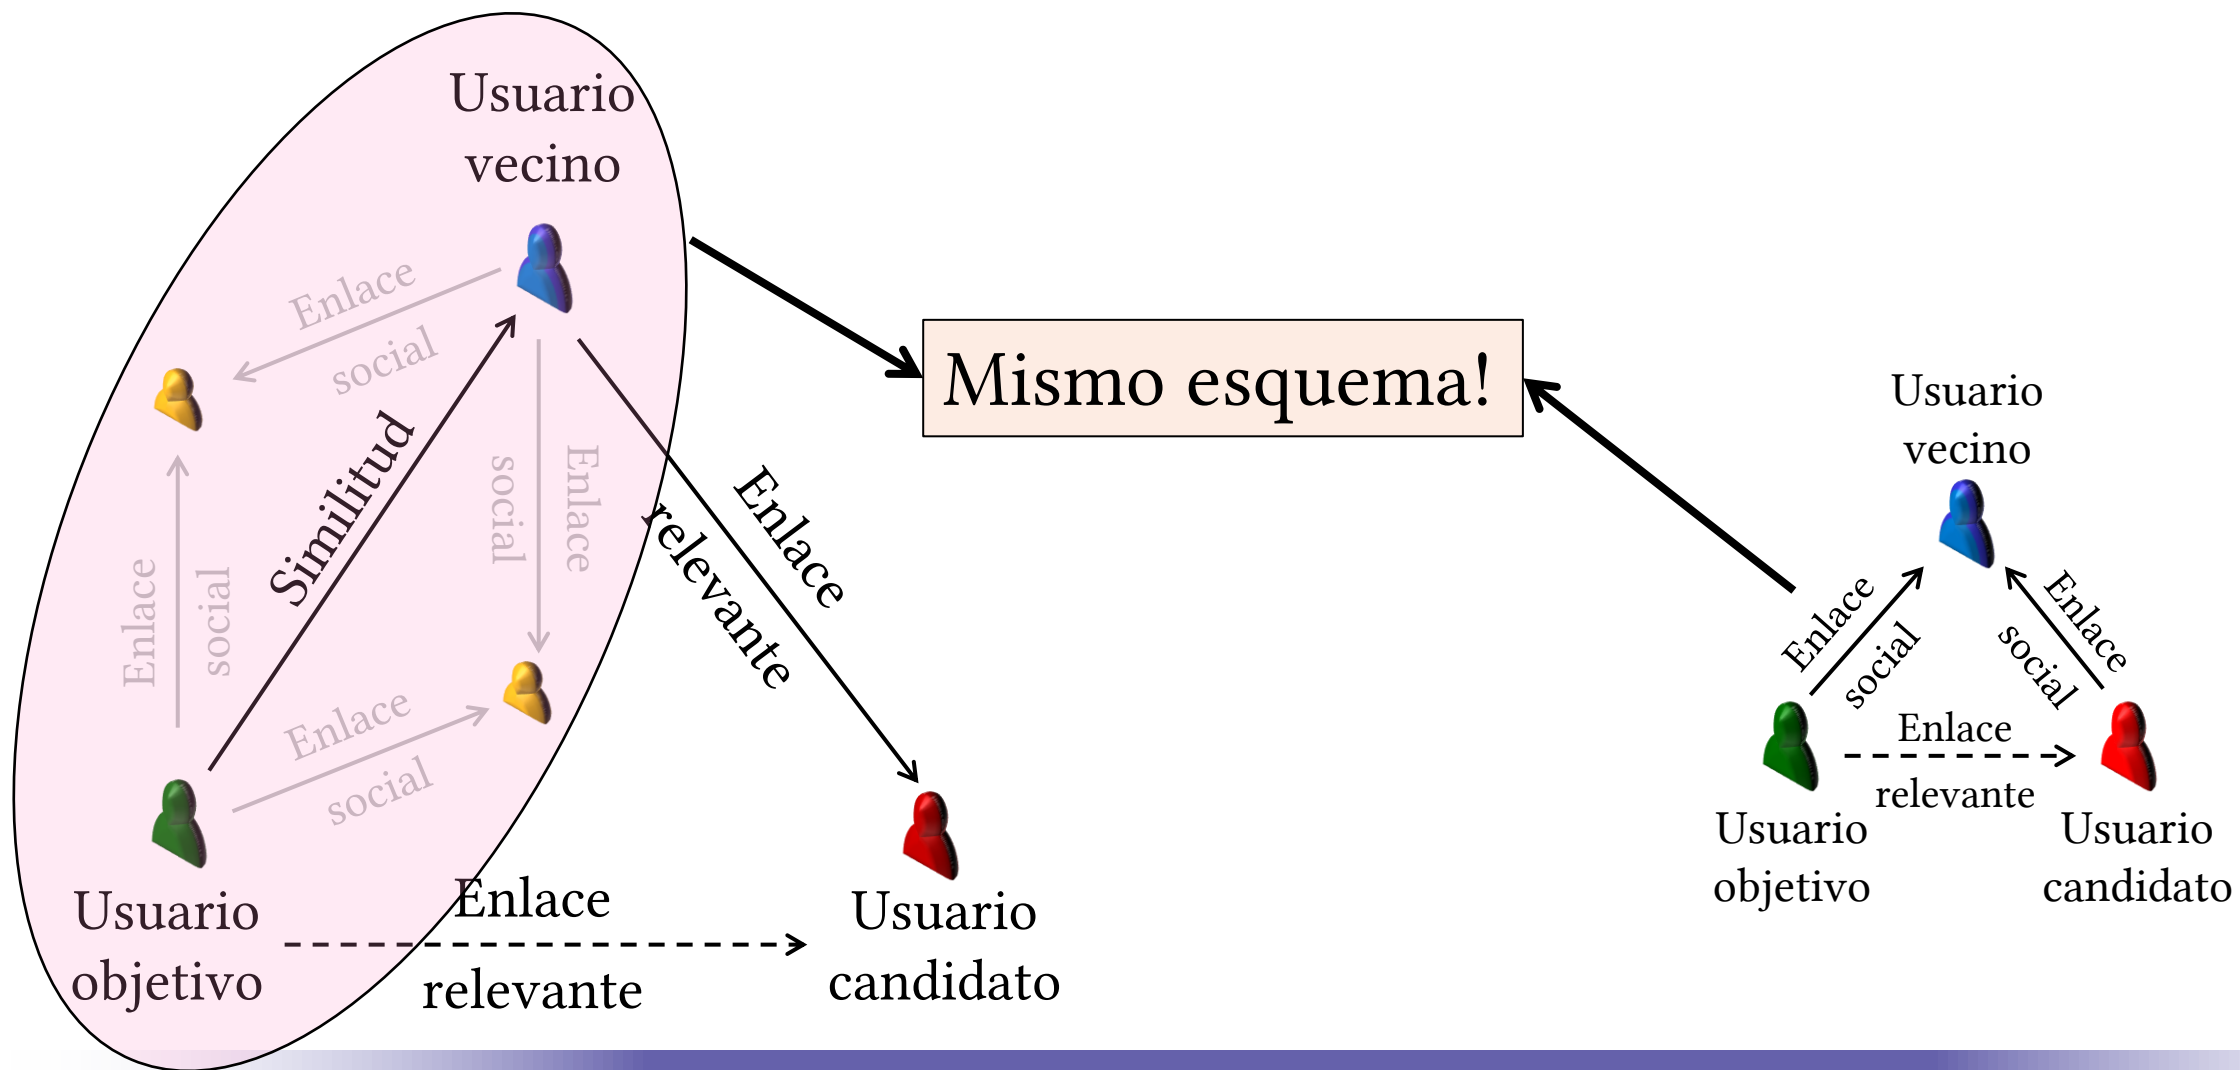 Usuario
vecino
Enlace
social
Similitud
Enlace
social
Enlace
social
Enlace
social
Enlace
relevante
Usuario
objetivo
Enlace
relevante
Usuario
candidato
Mismo esquema!
Usuario
vecino
Enlace
social
Enlace
social
Enlace
relevante
Usuario
objetivo
Usuario
candidato